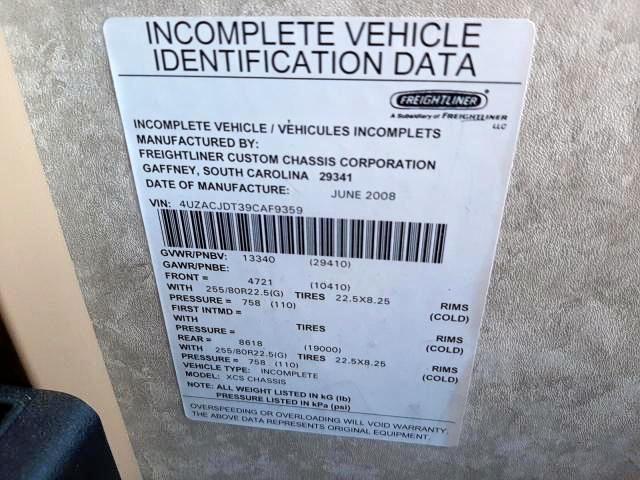 INCOMPLETE VEHICLE
IDENTIFICATION DATA
FREIGHTLINER
A Subsidiary of FREIGHTLINER LLC
INCOMPLETE VEHICLE / VÉHICULES INCOMPLETS
MANUFACTURED BY:
FREIGHTLINER CUSTOM CHASSIS CORPORATION
GAFFNEY, SOUTH CAROLINA 29341
DATE OF MANUFACTURE: JUNE 2008
VIN: 4UZACJDT39CAF9359
GVWR/PNBV: 13340 (29410)
GAWR/PNBE:
FRONT = 4721 (10410)
WITH 255/80R22.5(G) TIRES 22.5X8.25 RIMS
PRESSURE = 758 (110) (COLD)
FIRST INTMD =
WITH TIRES RIMS
PRESSURE = (COLD)
REAR = 8618 (19000)
WITH 255/80R22.5(G) TIRES 22.5X8.25 RIMS
PRESSURE = 758 (110) (COLD)
VEHICLE TYPE: INCOMPLETE
MODEL: XCS CHASSIS
NOTE: ALL WEIGHT LISTED IN kG (lb)
PRESSURE LISTED IN kPa (psi)
OVERSPEEDING OR OVERLOADING WILL VOID WARRANTY.
THE ABOVE DATA REPRESENTS ORIGINAL EQUIPMENT.